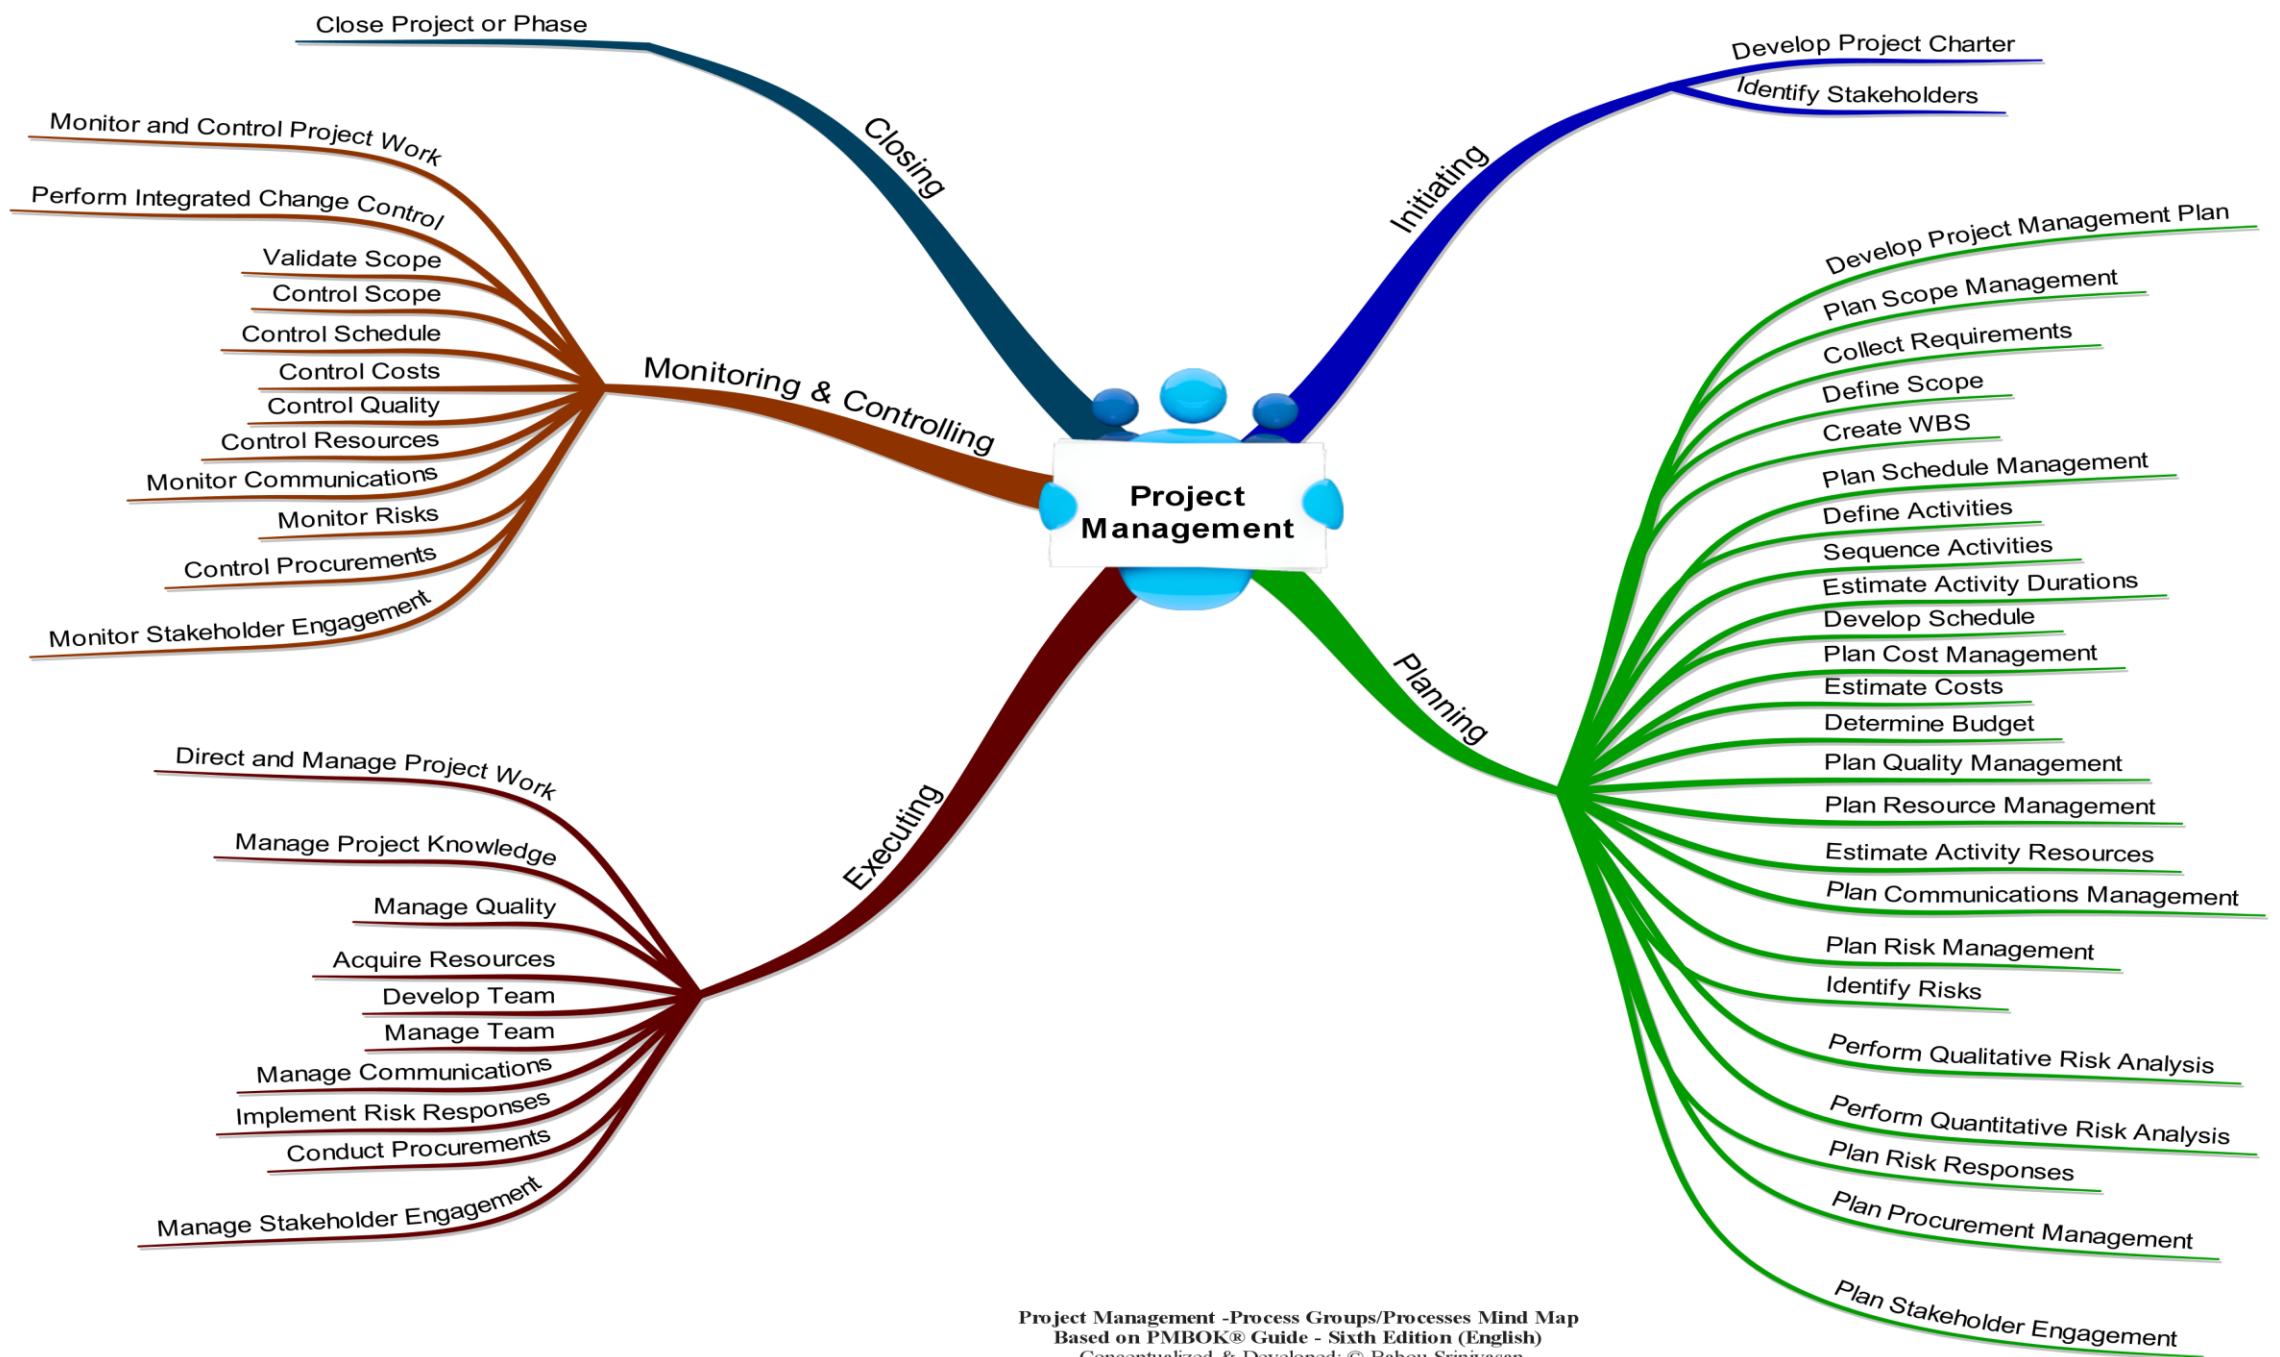 Project
Management
Initiating
Develop Project Charter
Identify Stakeholders
Planning
Develop Project Management Plan
Plan Scope Management
Collect Requirements
Define Scope
Create WBS
Plan Schedule Management
Define Activities
Sequence Activities
Estimate Activity Durations
Develop Schedule
Plan Cost Management
Estimate Costs
Determine Budget
Plan Quality Management
Plan Resource Management
Estimate Activity Resources
Plan Communications Management
Plan Risk Management
Identify Risks
Perform Qualitative Risk Analysis
Perform Quantitative Risk Analysis
Plan Risk Responses
Plan Procurement Management
Plan Stakeholder Engagement
Executing
Direct and Manage Project Work
Manage Project Knowledge
Manage Quality
Acquire Resources
Develop Team
Manage Team
Manage Communications
Implement Risk Responses
Conduct Procurements
Manage Stakeholder Engagement
Monitoring & Controlling
Monitor and Control Project Work
Perform Integrated Change Control
Validate Scope
Control Scope
Control Schedule
Control Costs
Control Quality
Control Resources
Monitor Communications
Monitor Risks
Control Procurements
Monitor Stakeholder Engagement
Closing
Close Project or Phase
Project Management -Process Groups/Processes Mind Map
Based on PMBOK® Guide - Sixth Edition (English)
Conceptualized & Developed: © Babou Srinivasan